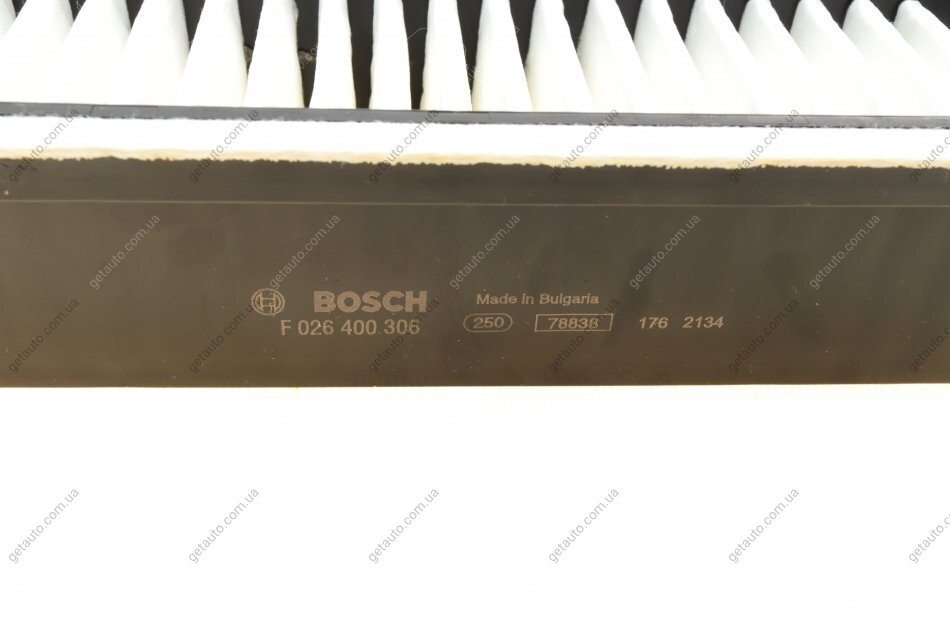 BOSCH
F 026 400 306
Made in Bulgaria
250 78838 176 2134
getauto.com.ua